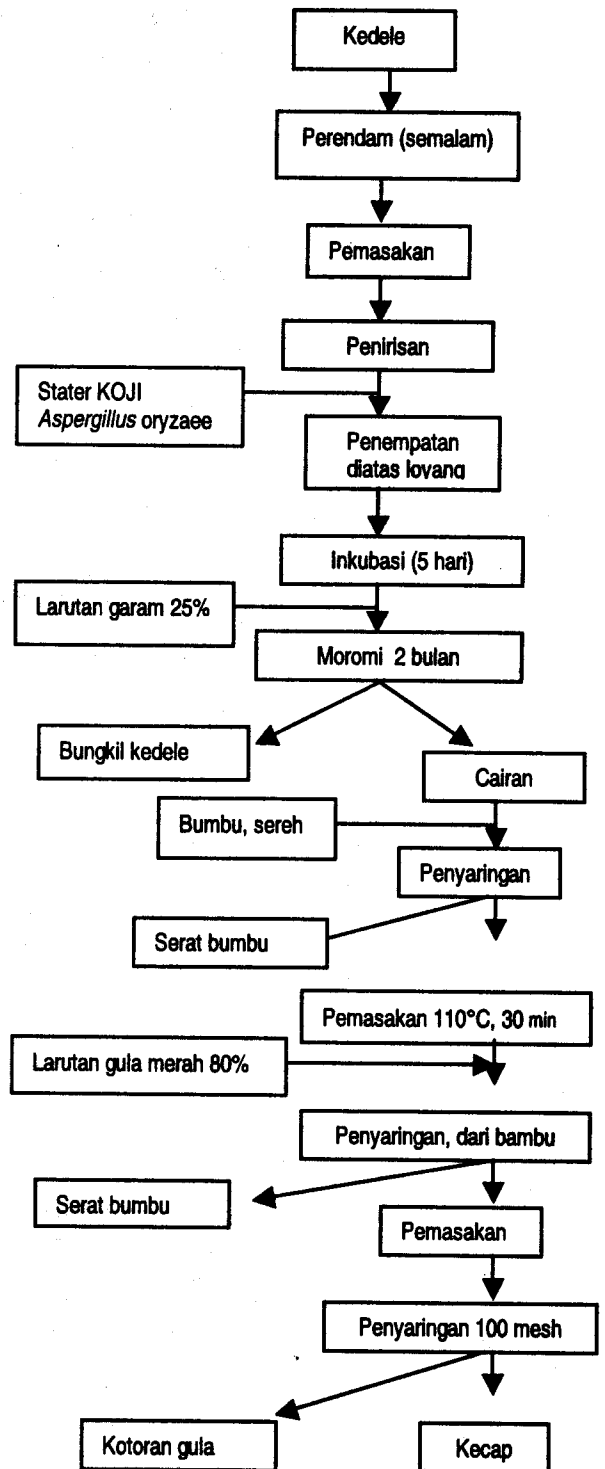 Kedele
Perendam (semalam)
Pemasakan
Penirisan
Stater KOJI
Aspergillus oryzaee
Penempatan
diatas loyang
Inkubasi (5 hari)
Larutan garam 25%
Moromi 2 bulan
Bungkil kedele
Cairan
Bumbu, sereh
Penyaringan
Serat bumbu
Pemasakan 110°C, 30 min
Larutan gula merah 80%
Penyaringan, dari bambu
Serat bumbu
Pemasakan
Penyaringan 100 mesh
Kotoran gula
Kecap